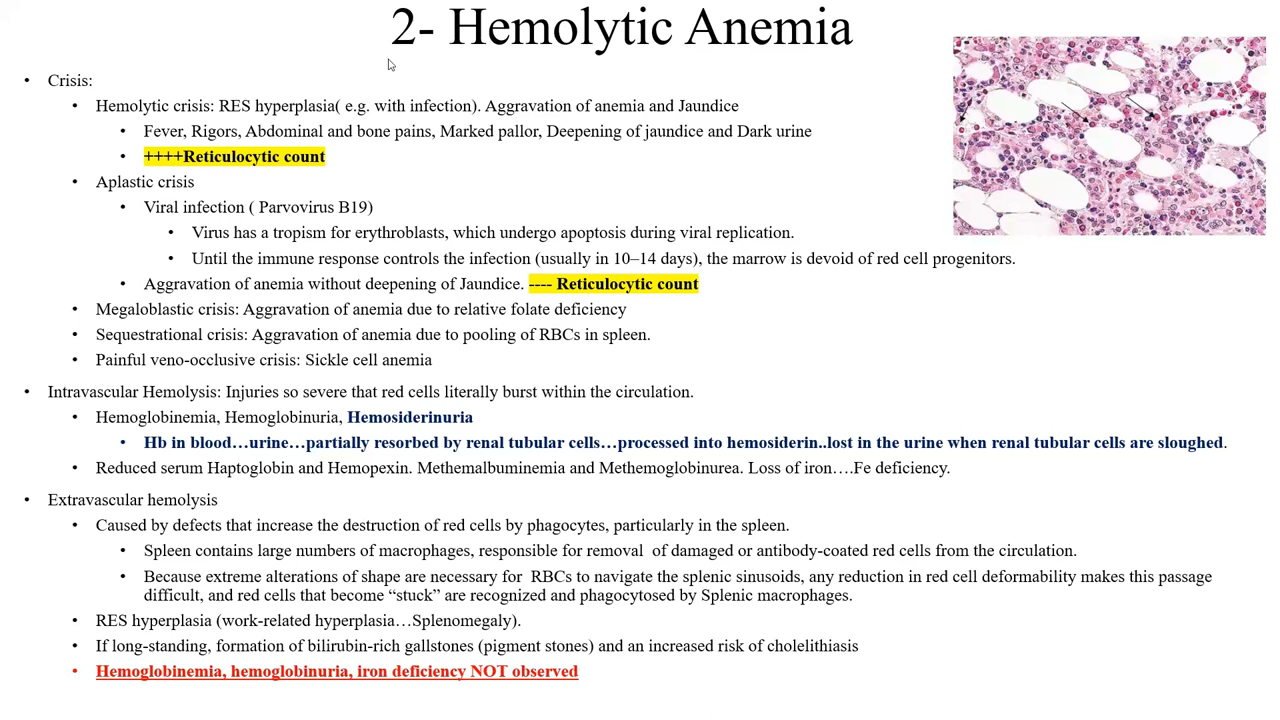 2- Hemolytic Anemia
• Crisis:
• Hemolytic crisis: RES hyperplasia( e.g. with infection). Aggravation of anemia and Jaundice
• Fever, Rigors, Abdominal and bone pains, Marked pallor, Deepening of jaundice and Dark urine
• ++++Reticulocytic count
• Aplastic crisis
• Viral infection ( Parvovirus B19)
• Virus has a tropism for erythroblasts, which undergo apoptosis during viral replication.
• Until the immune response controls the infection (usually in 10–14 days), the marrow is devoid of red cell progenitors.
• Aggravation of anemia without deepening of Jaundice. ---- Reticulocytic count
• Megaloblastic crisis: Aggravation of anemia due to relative folate deficiency
• Sequestrational crisis: Aggravation of anemia due to pooling of RBCs in spleen.
• Painful veno-occlusive crisis: Sickle cell anemia
• Intravascular Hemolysis: Injuries so severe that red cells literally burst within the circulation.
• Hemoglobinemia, Hemoglobinuria, Hemosiderinuria
• Hb in blood…urine…partially resorbed by renal tubular cells…processed into hemosiderin..lost in the urine when renal tubular cells are sloughed.
• Reduced serum Haptoglobin and Hemopexin. Methemalbuminemia and Methemoglobinurea. Loss of iron….Fe deficiency.
• Extravascular hemolysis
• Caused by defects that increase the destruction of red cells by phagocytes, particularly in the spleen.
• Spleen contains large numbers of macrophages, responsible for removal of damaged or antibody-coated red cells from the circulation.
• Because extreme alterations of shape are necessary for RBCs to navigate the splenic sinusoids, any reduction in red cell deformability makes this passage
difficult, and red cells that become “stuck” are recognized and phagocytosed by Splenic macrophages.
• RES hyperplasia (work-related hyperplasia…Splenomegaly).
• If long-standing, formation of bilirubin-rich gallstones (pigment stones) and an increased risk of cholelithiasis
• Hemoglobinemia, hemoglobinuria, iron deficiency NOT observed